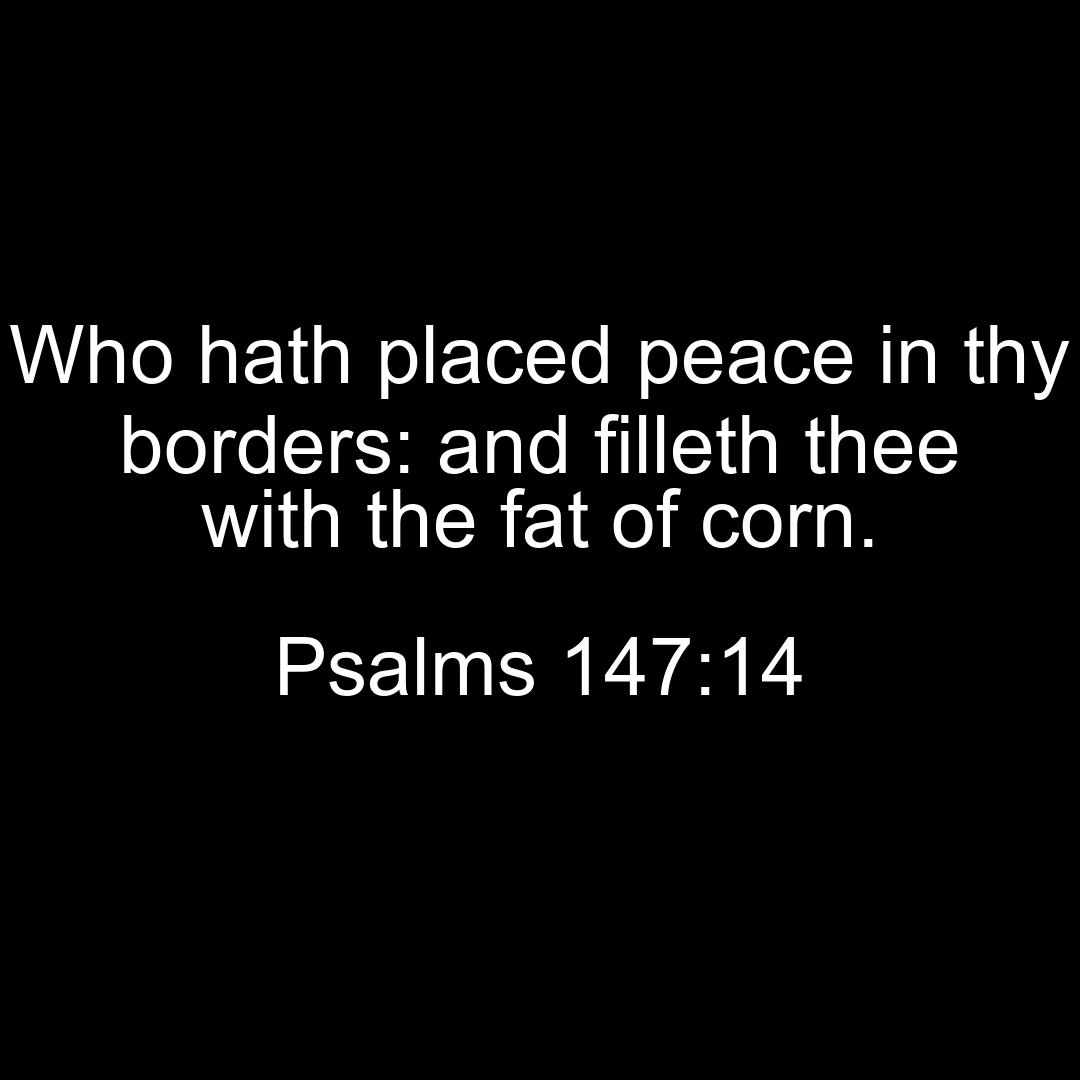 Who hath placed peace in thy
borders: and filleth thee
with the fat of corn.
Psalms 147:14